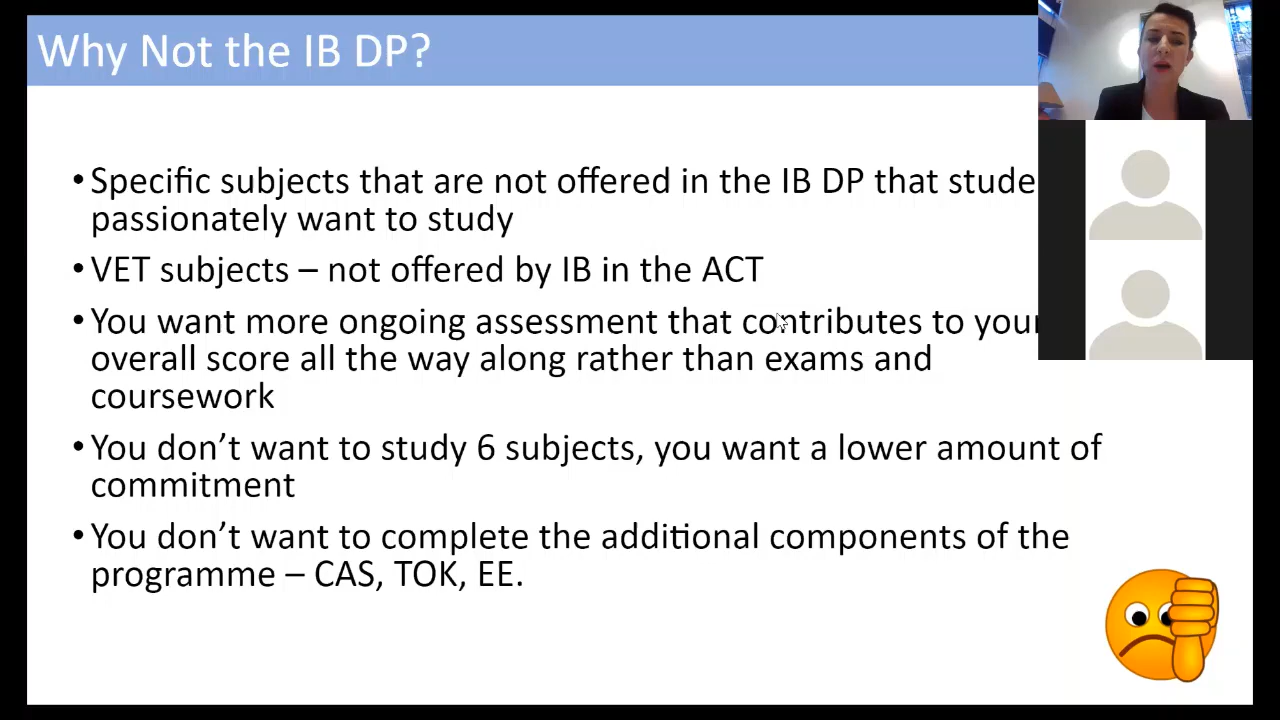 Why Not the IB DP?
• Specific subjects that are not offered in the IB DP that stude
passionately want to study
• VET subjects – not offered by IB in the ACT
• You want more ongoing assessment that contributes to your
overall score all the way along rather than exams and
coursework
• You don’t want to study 6 subjects, you want a lower amount of
commitment
• You don’t want to complete the additional components of the
programme – CAS, TOK, EE.